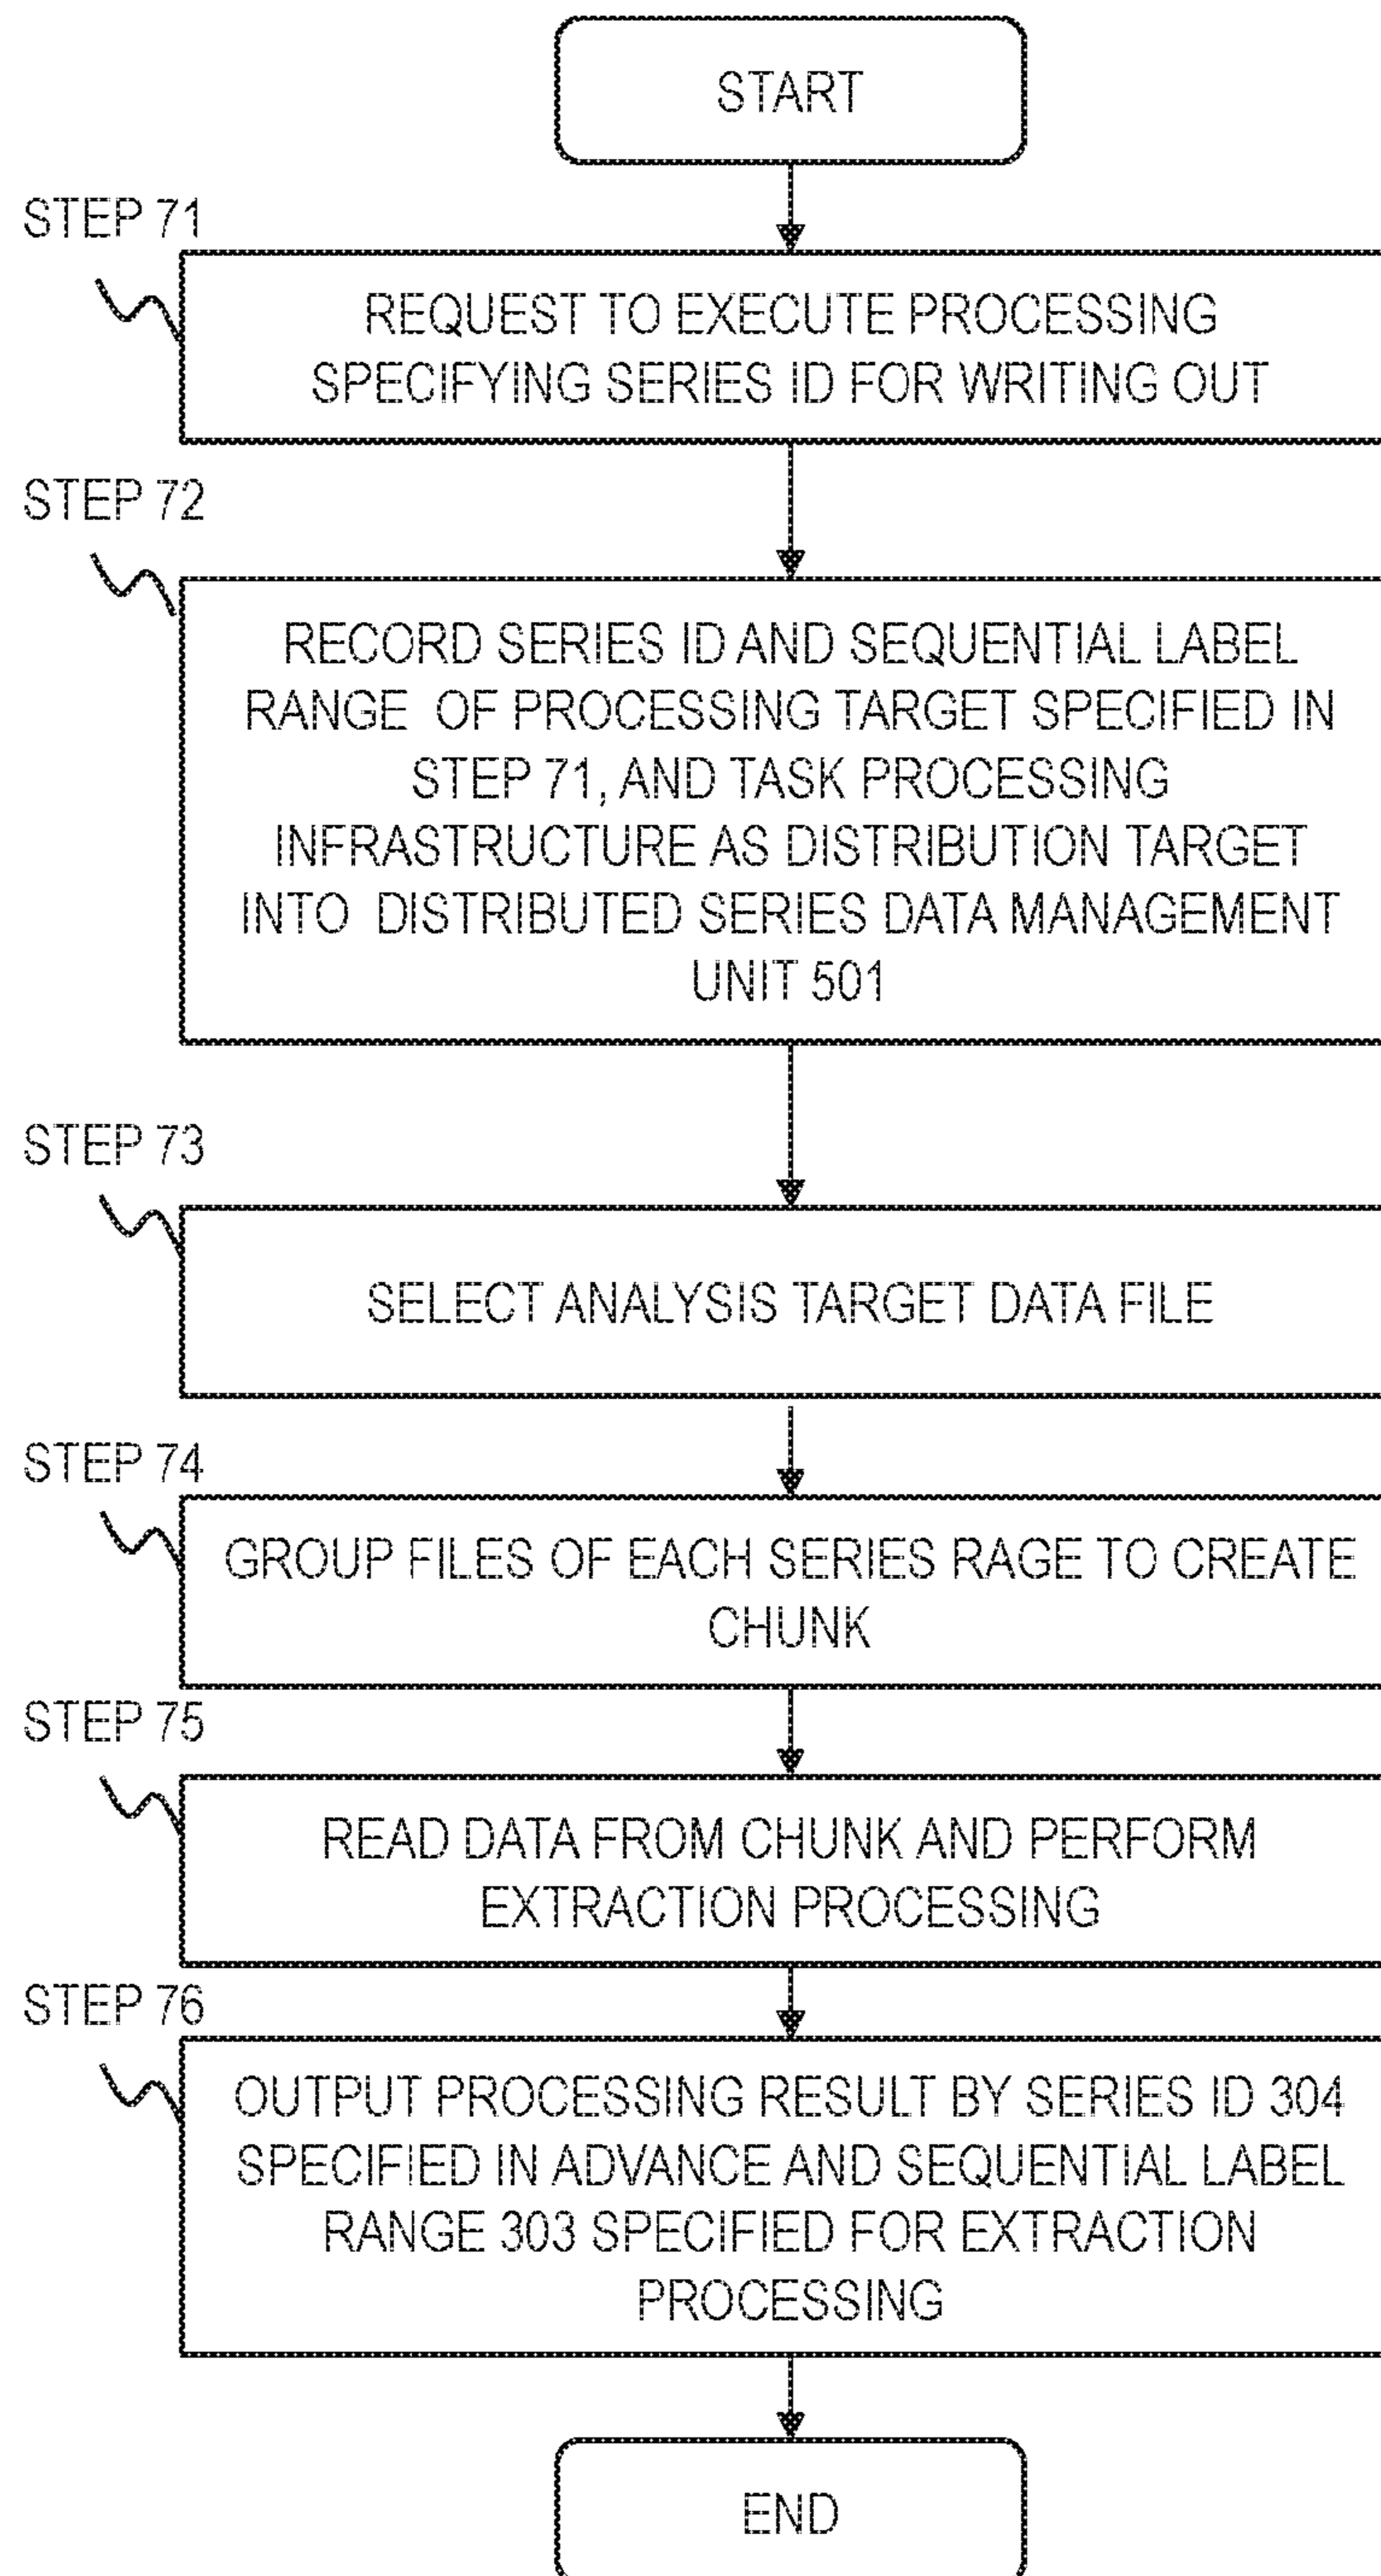 START
STEP 71
REQUEST TO EXECUTE PROCESSING
SPECIFYING SERIES ID FOR WRITING OUT
STEP 72
RECORD SERIES ID AND SEQUENTIAL LABEL
RANGE OF PROCESSING TARGET SPECIFIED IN
STEP 71, AND TASK PROCESSING
INFRASTRUCTURE AS DISTRIBUTION TARGET
INTO DISTRIBUTED SERIES DATA MANAGEMENT
UNIT 501
STEP 73
SELECT ANALYSIS TARGET DATA FILE
STEP 74
GROUP FILES OF EACH SERIES RAGE TO CREATE
CHUNK
STEP 75
READ DATA FROM CHUNK AND PERFORM
EXTRACTION PROCESSING
STEP 76
OUTPUT PROCESSING RESULT BY SERIES ID 304
SPECIFIED IN ADVANCE AND SEQUENTIAL LABEL
RANGE 303 SPECIFIED FOR EXTRACTION
PROCESSING
END